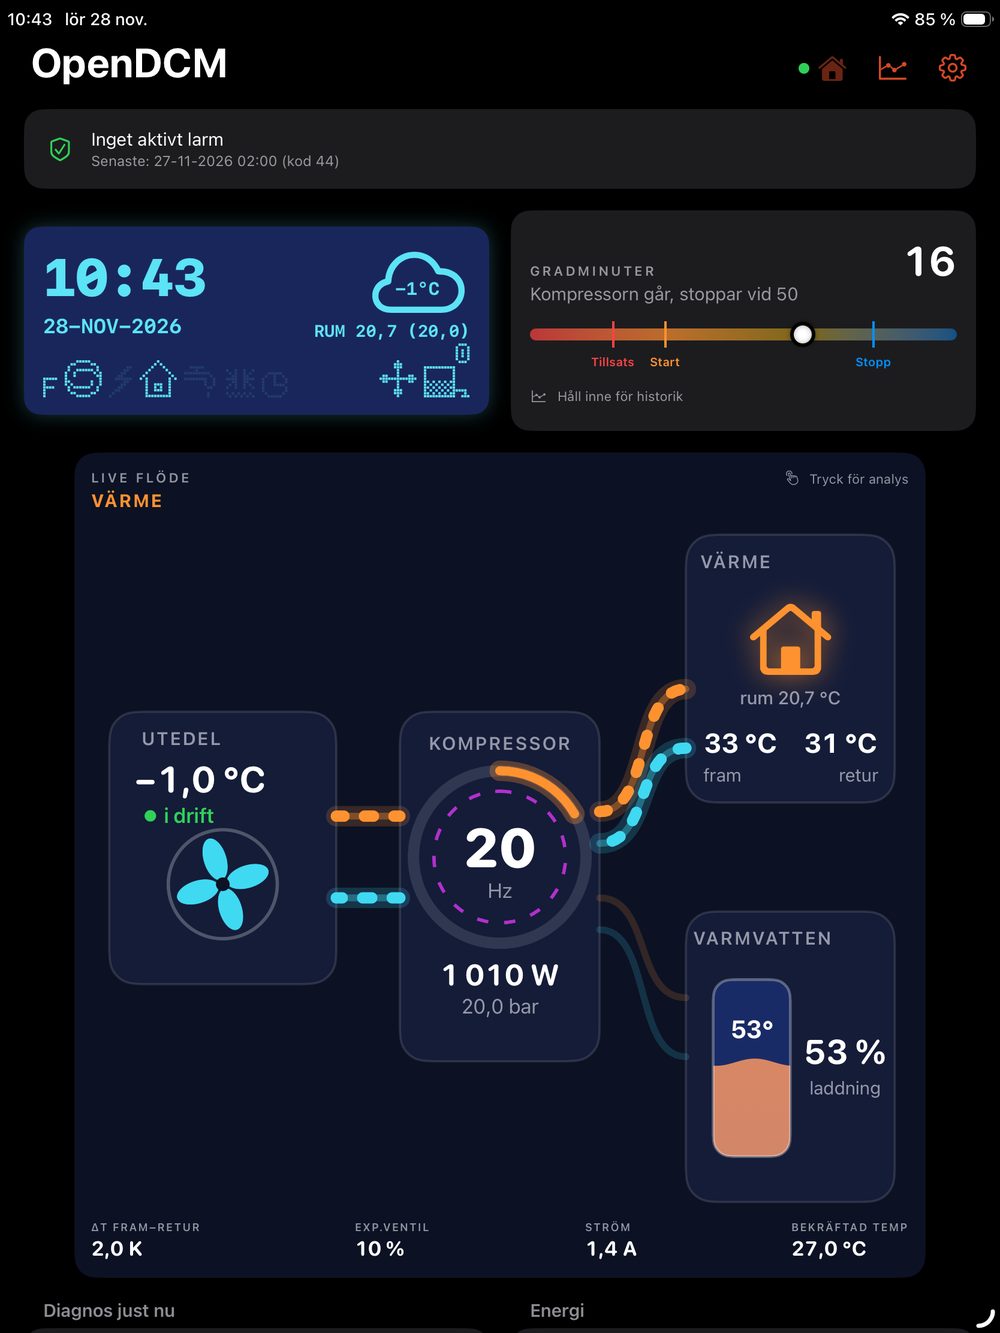 10:43 lör 28 nov.
85 %
OpenDCM
Inget aktivt larm
Senaste: 27-11-2026 02:00 (kod 44)
10:43
28-NOV-2026
-1°C
RUM 20,7 (20,0)
F
GRADMINUTER
16
Kompressorn går, stoppar vid 50
Tillsats Start Stopp
Håll inne för historik
LIVE FLÖDE
VÄRME
Tryck för analys
VÄRME
rum 20,7 °C
33 °C 31 °C
fram retur
UTEDEL
−1,0 °C
i drift
KOMPRESSOR
20
Hz
1 010 W
20,0 bar
VARMVATTEN
53°
53 %
laddning
ΔT FRAM–RETUR
2,0 K
EXP.VENTIL
10 %
STRÖM
1,4 A
BEKRÄFTAD TEMP
27,0 °C
Diagnos just nu
Energi